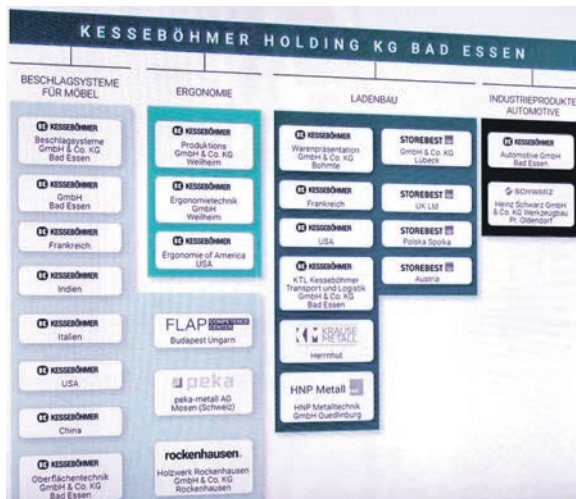 KESSEBÖHMER HOLDING KG BAD ESSEN
BESCHLAGSYSTEME
FÜR MÖBEL
KESSEBÖHMER
Beschlagsysteme
GmbH & Co. KG
Bad Essen
KESSEBÖHMER
GmbH
Bad Essen
KESSEBÖHMER
Frankreich
KESSEBÖHMER
Indien
KESSEBÖHMER
Italien
KESSEBÖHMER
USA
KESSEBÖHMER
China
KESSEBÖHMER
Oberflächentechnik
GmbH & Co. KG
Bad Essen
ERGONOMIE
KESSEBÖHMER
Produktions
GmbH & Co. KG
Weilheim
KESSEBÖHMER
Ergonomietechnik
GmbH
Weilheim
KESSEBÖHMER
Ergonomie of America
USA
FLAP COMPETENCE
CENTER
Budapest Ungarn
peka
peka-metall AG
Mosen (Schweiz)
rockenhausen.
Holzwerk Rockenhausen
GmbH & Co. KG
Rockenhausen
LADENBAU
KESSEBÖHMER
Warenpräsentation
GmbH & Co. KG
Bohmte
KESSEBÖHMER
Frankreich
KESSEBÖHMER
USA
KESSEBÖHMER
KTL Kesseböhmer
Transport und Logistik
GmbH & Co. KG
Bad Essen
KRAUSE
METALL
Herrnhut
HNP Metall
HNP Metalltechnik
GmbH Quedlinburg
STOREBEST
GmbH & Co. KG
Lübeck
STOREBEST
UK Ltd
STOREBEST
Polska Spolka
STOREBEST
Austria
INDUSTRIEPRODUKTE
AUTOMOTIVE
KESSEBÖHMER
Automotive GmbH
Bad Essen
SCHWARZ
Heinz Schwarz GmbH
& Co. KG Werkzeugbau
Pr. Oldendorf